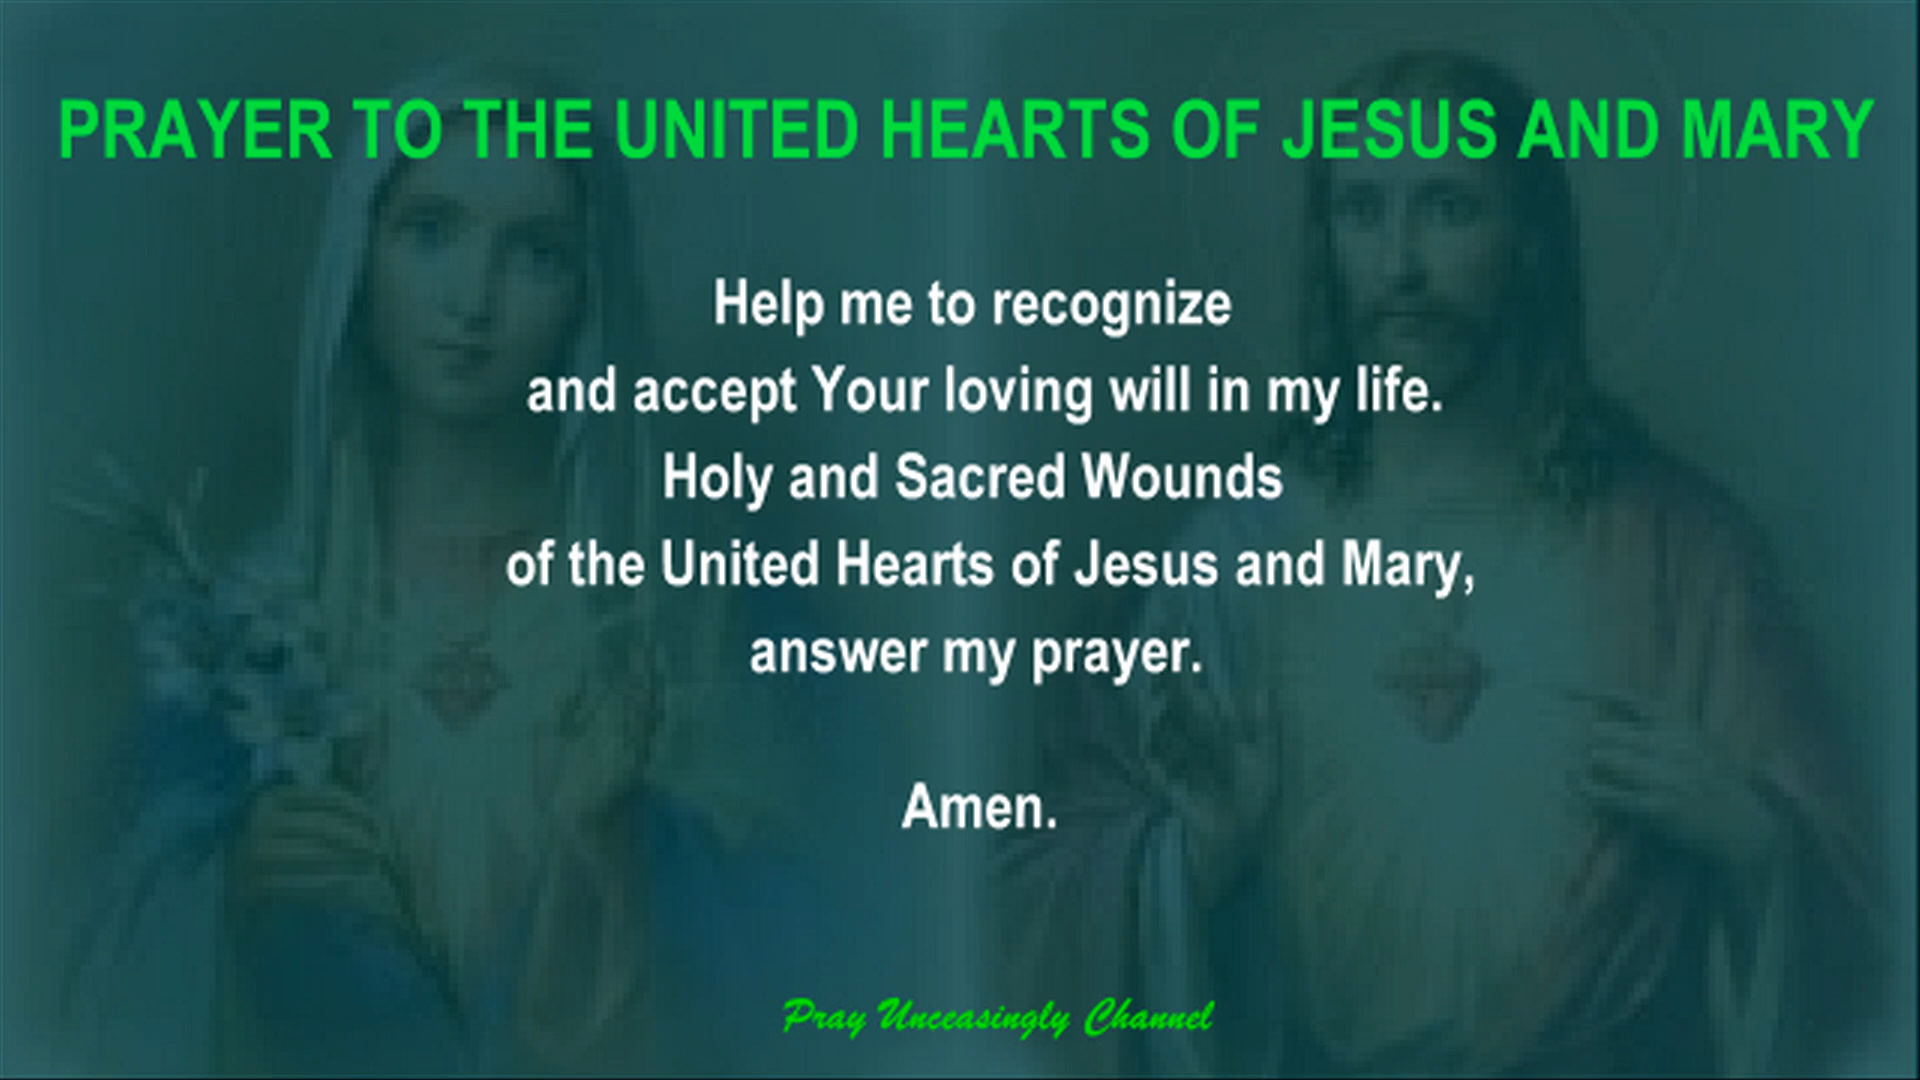 PRAYER TO THE UNITED HEARTS OF JESUS AND MARY
Help me to recognize
and accept Your loving will in my life.
Holy and Sacred Wounds
of the United Hearts of Jesus and Mary,
answer my prayer.
Amen.
Pray Unceasingly Channel